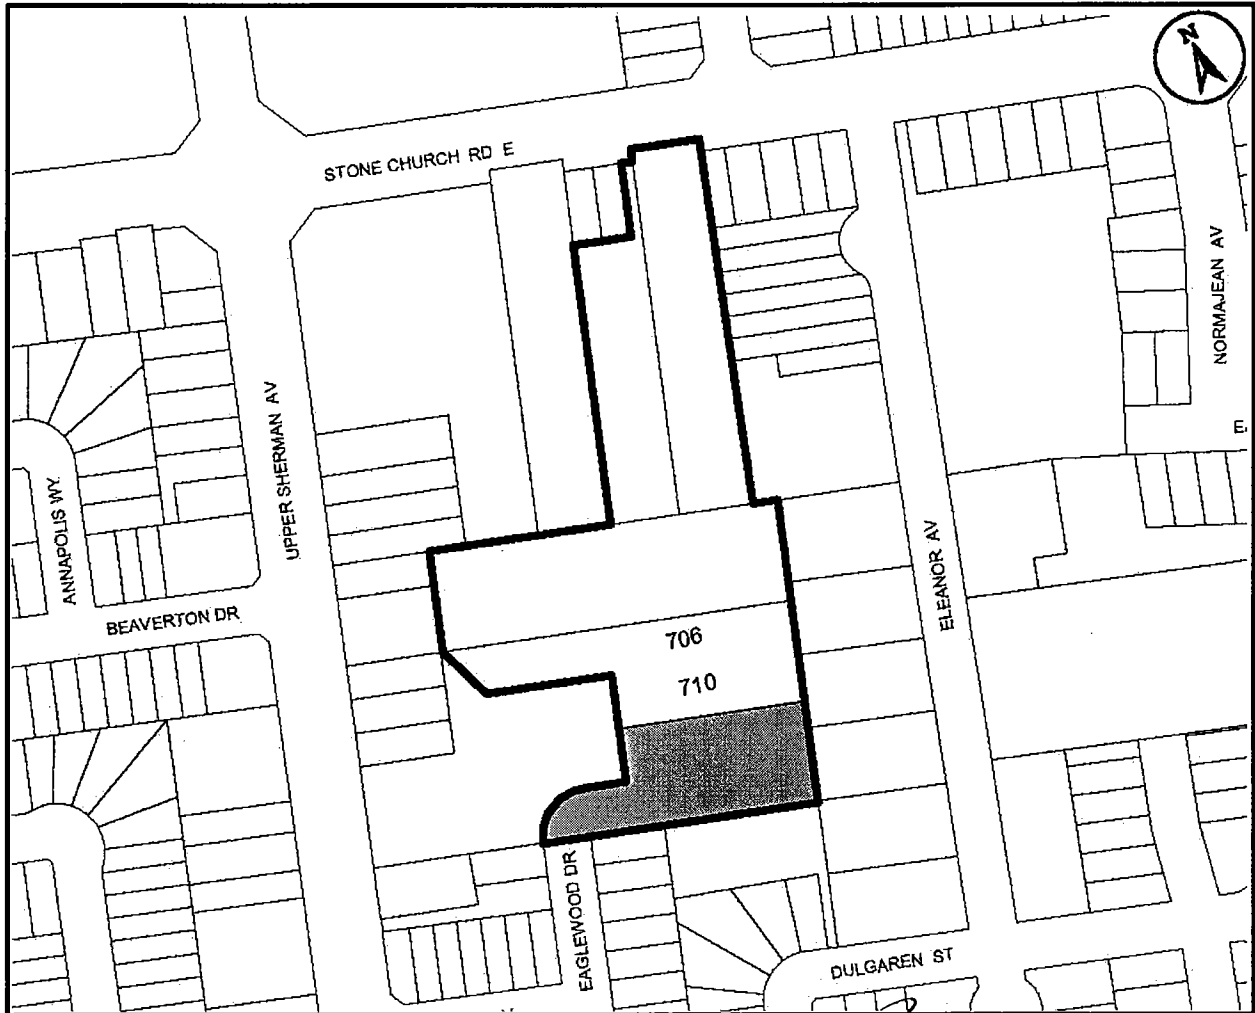 N
STONE CHURCH RD E
NORMAJEAN AV
UPPER SHERMAN AV
E
ANNAPOLIS WY.
ELEANOR AV
BEAVERTON DR
706
710
EAGLEWOOD DR
DULGAREN ST